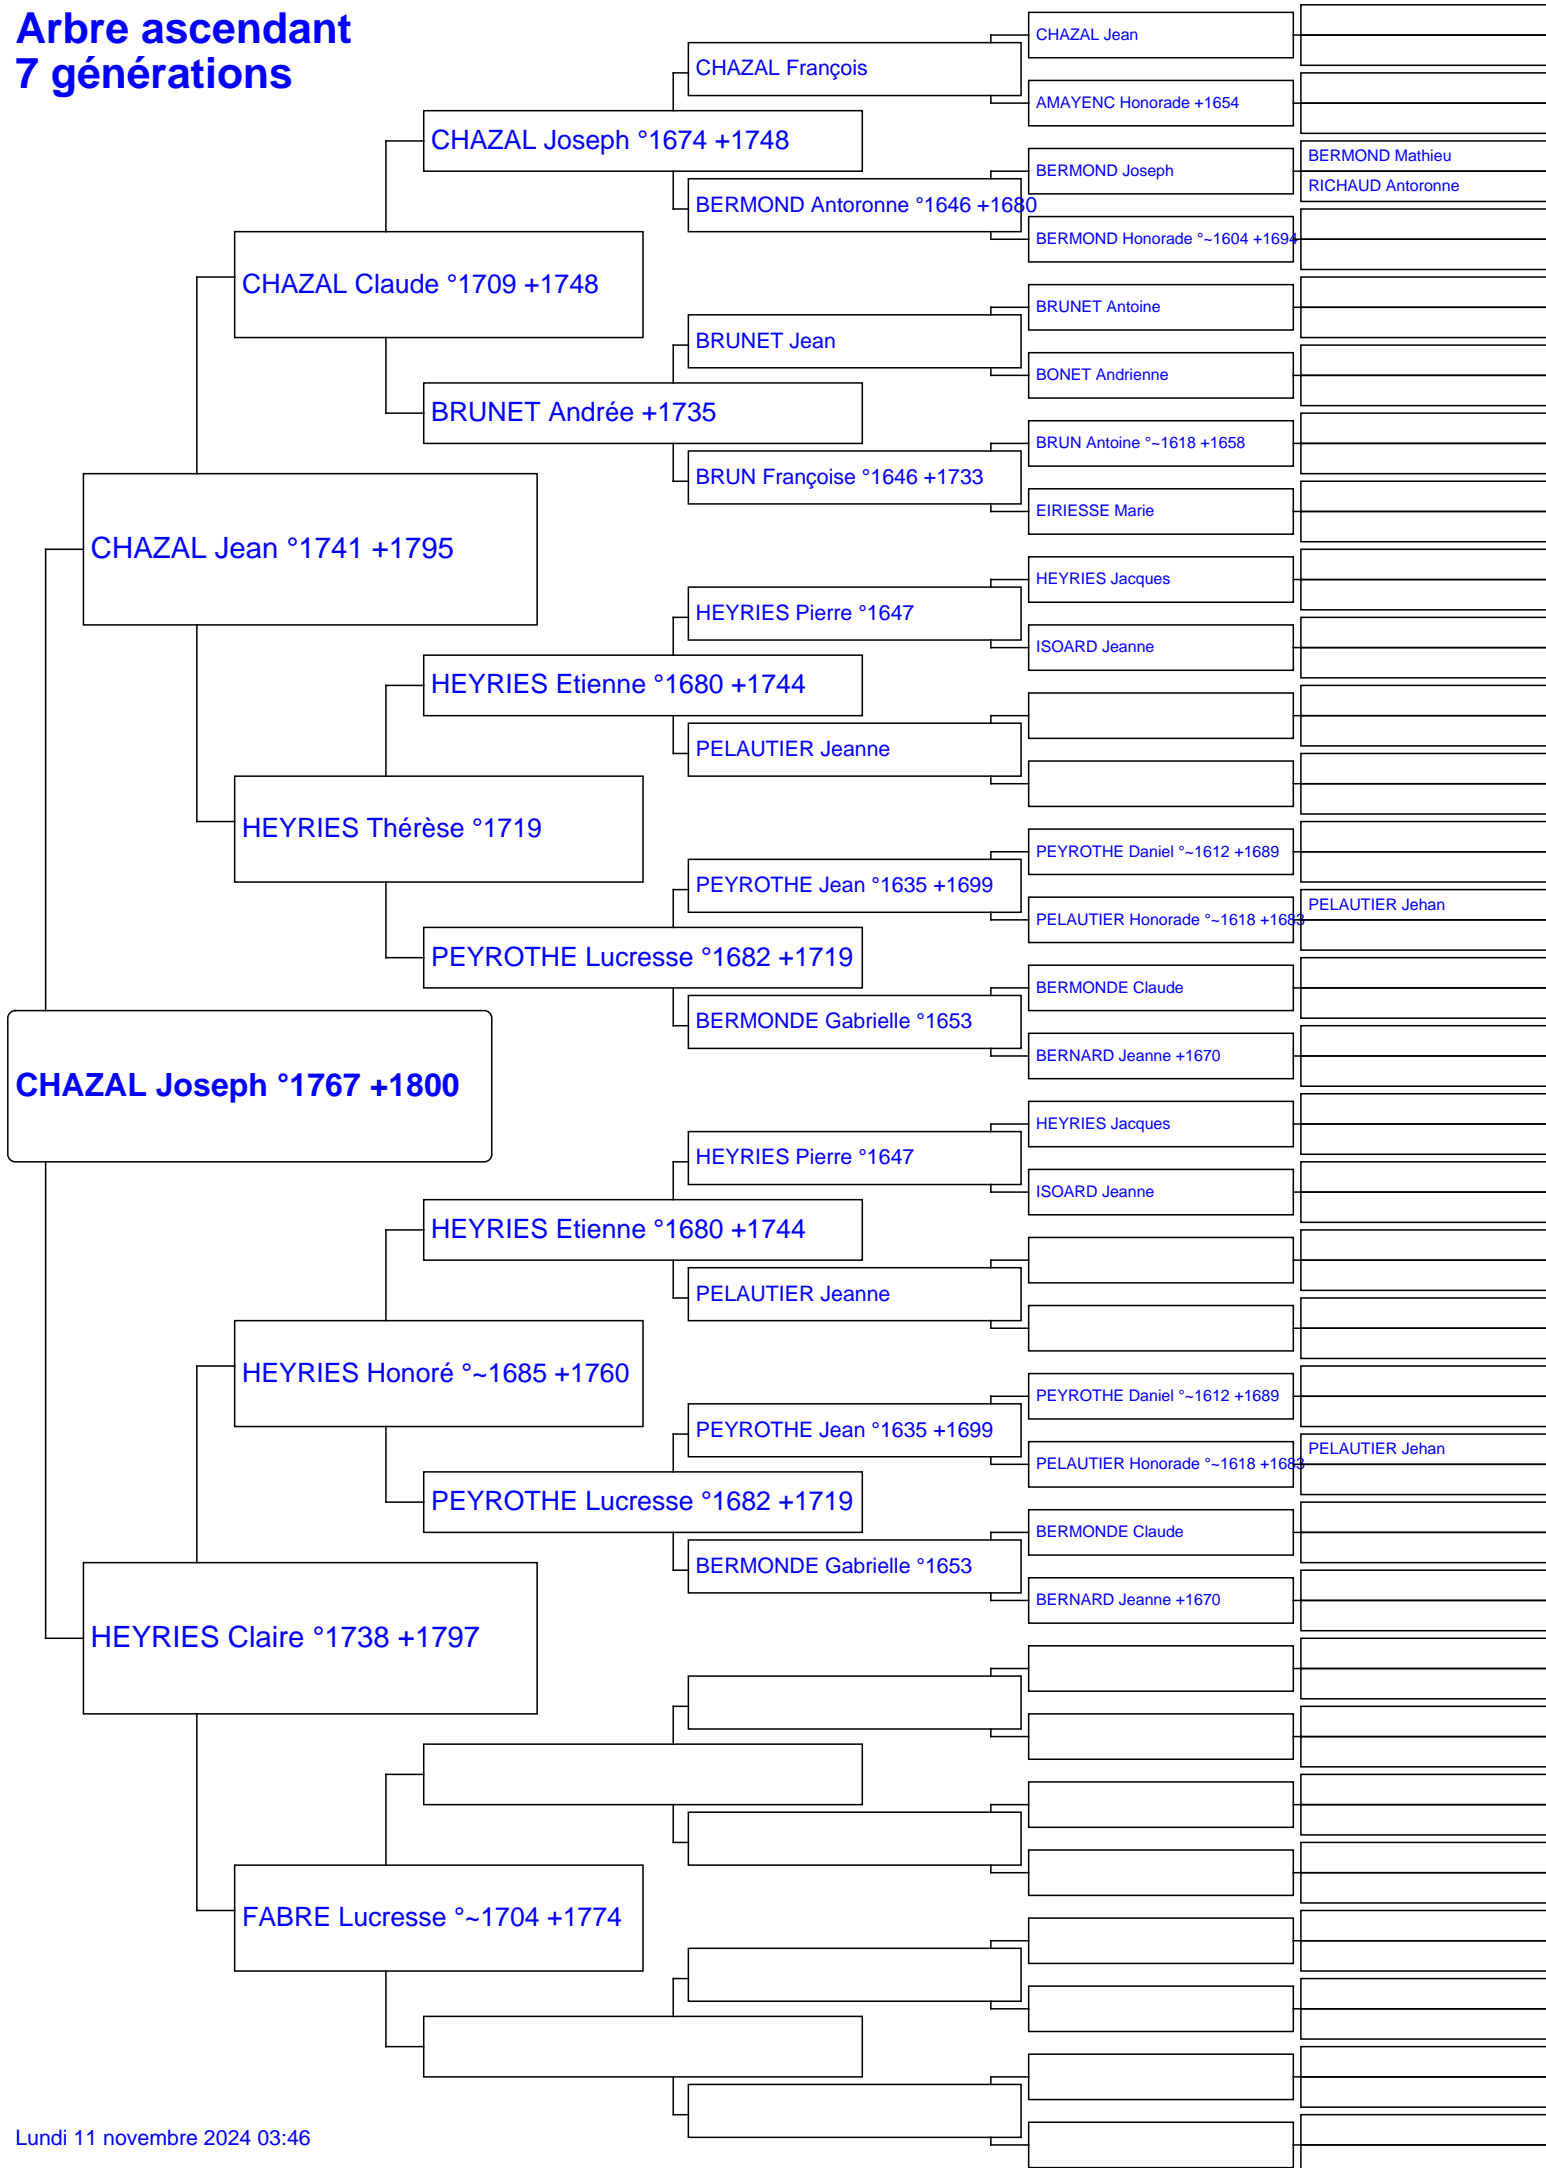 Arbre ascendant
7 générations
CHAZAL Joseph °1767 +1800
CHAZAL Jean °1741 +1795
HEYRIES Claire °1738 +1797
CHAZAL Claude °1709 +1748
HEYRIES Thérèse °1719
HEYRIES Honoré °~1685 +1760
FABRE Lucresse °~1704 +1774
CHAZAL Joseph °1674 +1748
BRUNET Andrée +1735
HEYRIES Etienne °1680 +1744
PEYROTHE Lucresse °1682 +1719
HEYRIES Etienne °1680 +1744
PEYROTHE Lucresse °1682 +1719
CHAZAL François
BERMOND Antoronne °1646 +1680
BRUNET Jean
BRUN Françoise °1646 +1733
HEYRIES Pierre °1647
PELAUTIER Jeanne
PEYROTHE Jean °1635 +1699
BERMONDE Gabrielle °1653
HEYRIES Pierre °1647
PELAUTIER Jeanne
PEYROTHE Jean °1635 +1699
BERMONDE Gabrielle °1653
CHAZAL Jean
AMAYENC Honorade +1654
BERMOND Joseph
BERMOND Honorade °~1604 +1694
BRUNET Antoine
BONET Andrienne
BRUN Antoine °~1618 +1658
EIRIESSE Marie
HEYRIES Jacques
ISOARD Jeanne
PEYROTHE Daniel °~1612 +1689
PELAUTIER Honorade °~1618 +1683
BERMONDE Claude
BERNARD Jeanne +1670
HEYRIES Jacques
ISOARD Jeanne
PEYROTHE Daniel °~1612 +1689
PELAUTIER Honorade °~1618 +1683
BERMONDE Claude
BERNARD Jeanne +1670
BERMOND Mathieu
RICHAUD Antoronne
PELAUTIER Jehan
PELAUTIER Jehan
Lundi 11 novembre 2024 03:46